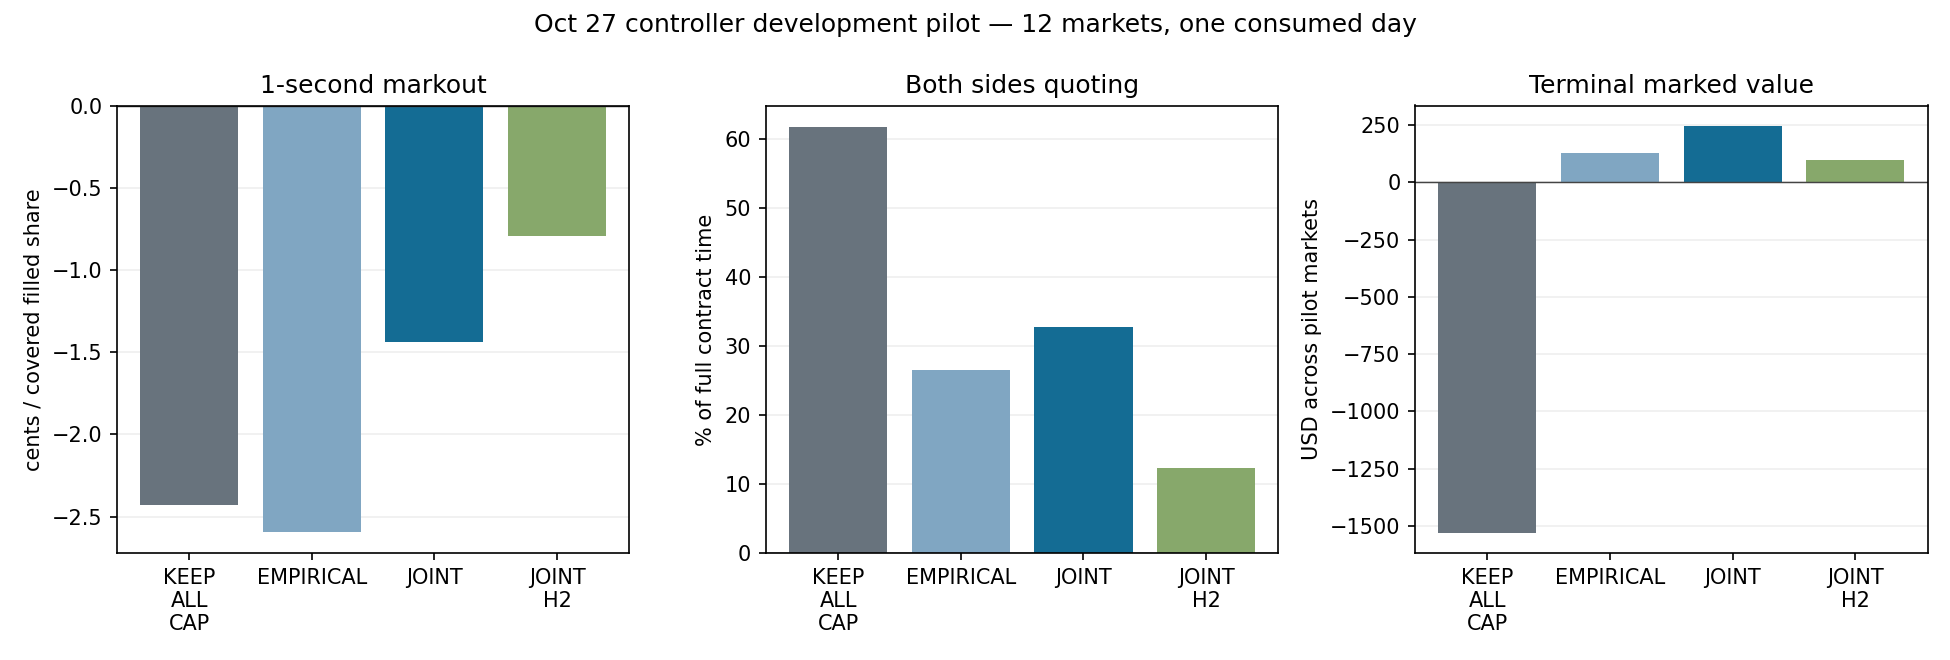 Oct 27 controller development pilot — 12 markets, one consumed day
1-second markout
cents / covered filled share
0.0
−0.5
−1.0
−1.5
−2.0
−2.5
KEEP
ALL
CAP
EMPIRICAL
JOINT
JOINT
H2
Both sides quoting
% of full contract time
60
50
40
30
20
10
0
KEEP
ALL
CAP
EMPIRICAL
JOINT
JOINT
H2
Terminal marked value
USD across pilot markets
250
0
−250
−500
−750
−1000
−1250
−1500
KEEP
ALL
CAP
EMPIRICAL
JOINT
JOINT
H2